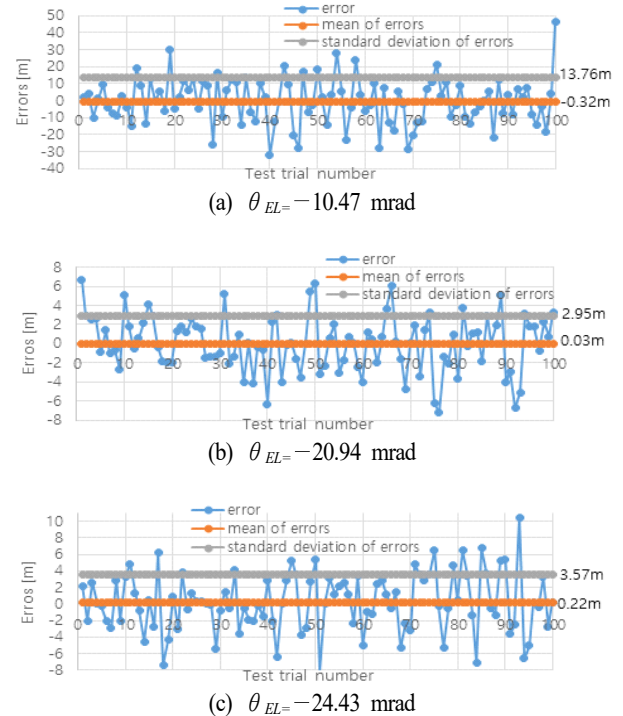 50
40
30
20
10
0
-10
-20
-30
-40
Errors [m]
error
mean of errors
standard deviation of errors
13.76m
-0.32m
0 10 20 30 40 50 60 70 80 90 100
Test trial number
(a) θ EL= −10.47 mrad
8
6
4
2
0
-2
-4
-6
-8
Erros [m]
error
mean of errors
standard deviation of errors
2.95m
0.03m
0 10 20 30 40 50 60 70 80 90 100
Test trial number
(b) θ EL= −20.94 mrad
10
8
6
4
2
0
-2
-4
-6
-8
Erros [m]
error
mean of errors
standard deviation of errors
3.57m
0.22m
0 10 20 30 40 50 60 70 80 90 100
Test trial number
(c) θ EL= −24.43 mrad